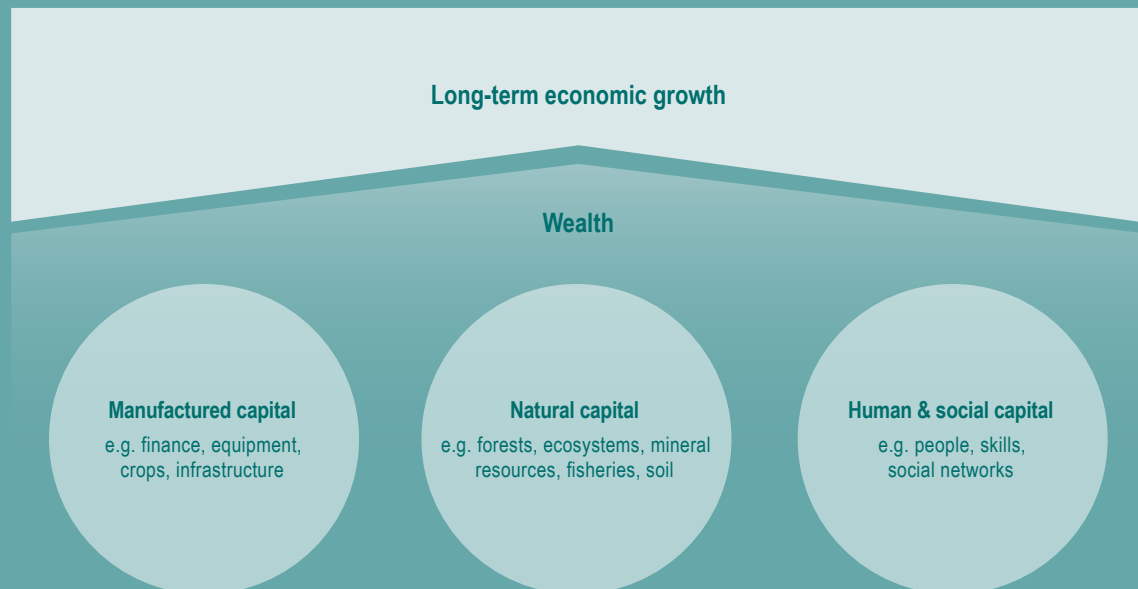 Long-term economic growth
Wealth
Manufactured capital
e.g. finance, equipment,
crops, infrastructure
Natural capital
e.g. forests, ecosystems, mineral
resources, fisheries, soil
Human & social capital
e.g. people, skills,
social networks